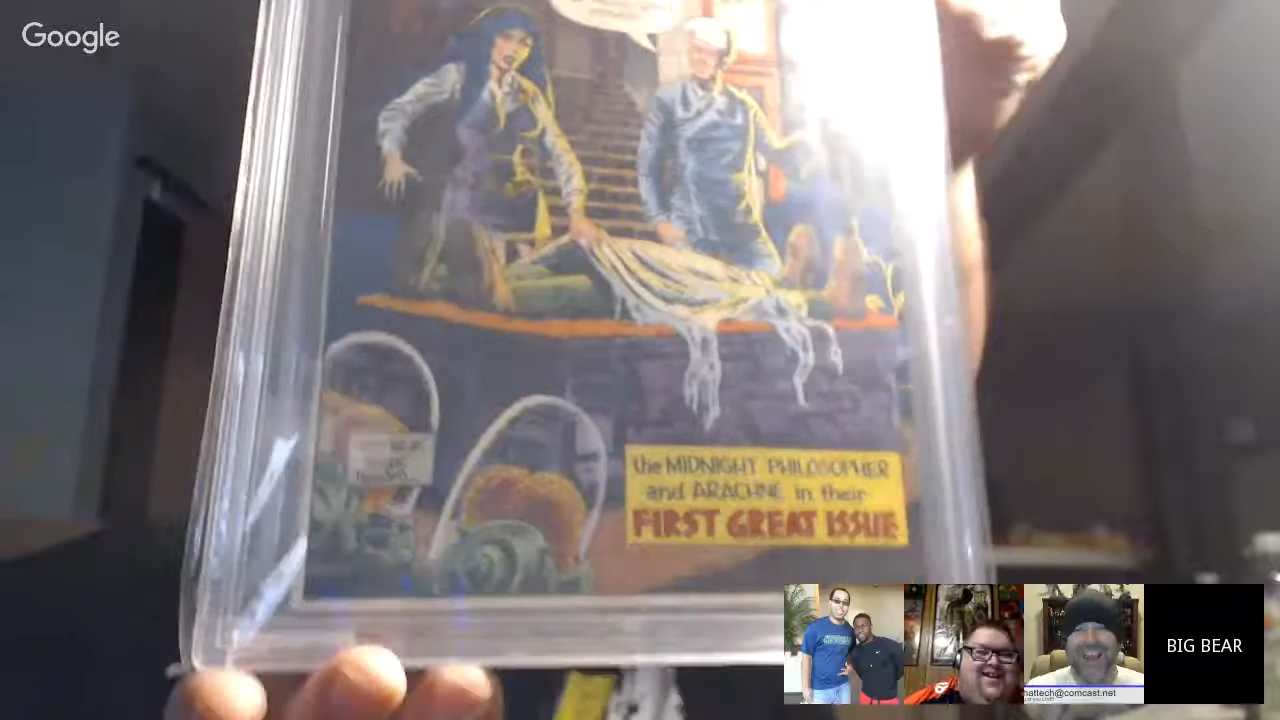 Google
the MIDNIGHT PHILOSOPHER
and ARACHNE in their
FIRST GREAT ISSUE
hattech@comcast.net
BIG BEAR